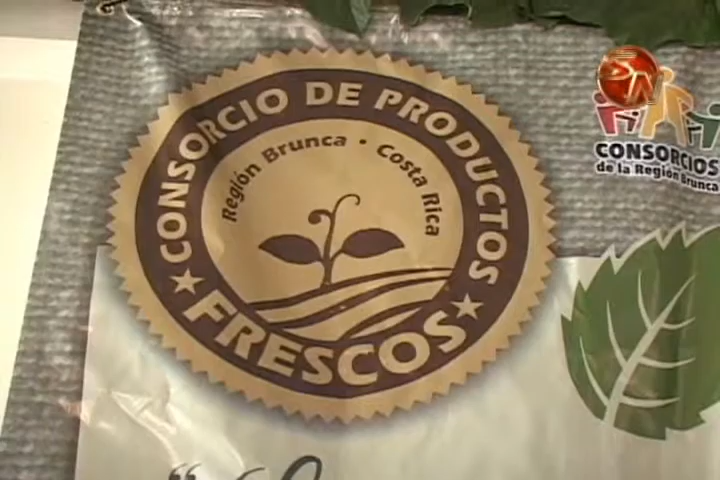 CONSORCIO DE PRODUCTOS
FRESCOS
Región Brunca • Costa Rica
CONSORCIOS
de la Región Brunca